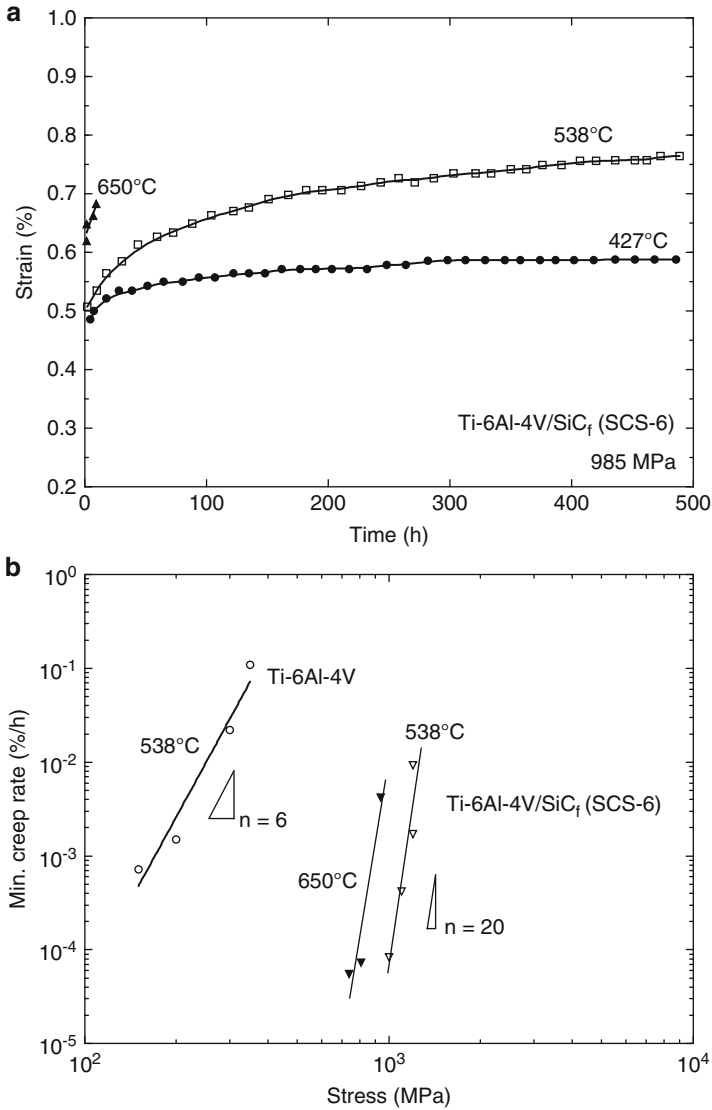 a
1.0
0.9
0.8
0.7
0.6
0.5
0.4
0.3
0.2
Strain (%)
650°C
538°C
427°C
Ti-6Al-4V/SiCf (SCS-6)
985 MPa
0 100 200 300 400 500
Time (h)
b
10^0
10^-1
10^-2
10^-3
10^-4
10^-5
Min. creep rate (%/h)
Ti-6Al-4V
538°C
538°C
n = 6
Ti-6Al-4V/SiCf (SCS-6)
650°C
n = 20
10^2 10^3 10^4
Stress (MPa)